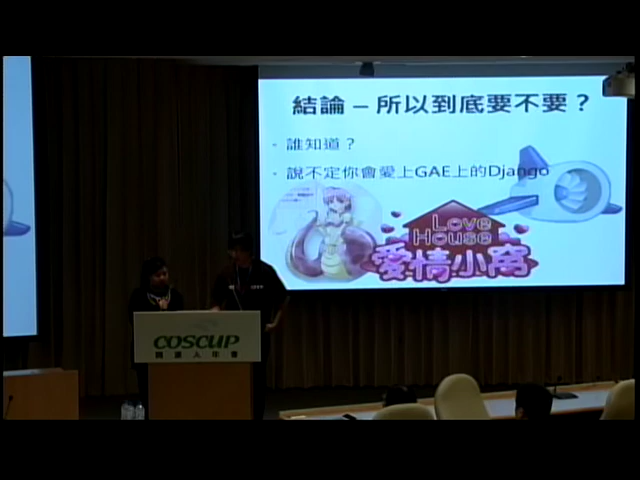 結論 – 所以到底要不要？
- 誰知道？
- 說不定你會愛上GAE上的Django
Love
House
愛情小窩
COSCUP
開源人年會